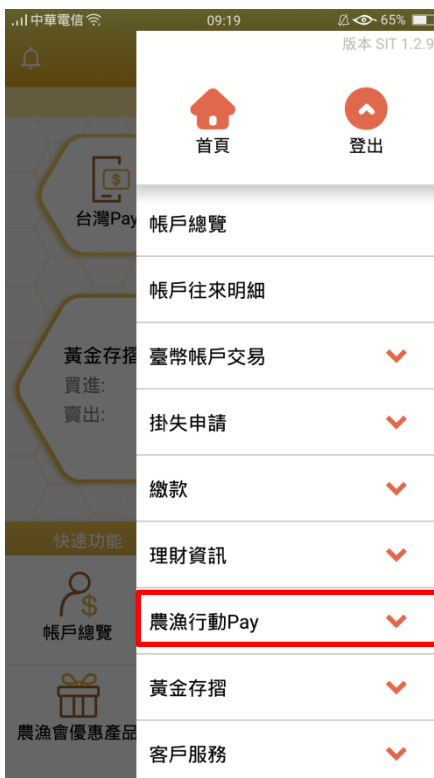 中華電信 09:19 65%
版本 SIT 1.2.9
首頁 登出
台灣Pay
帳戶總覽
帳戶往來明細
黃金存摺
買進:
賣出:
臺幣帳戶交易
掛失申請
繳款
快速功能
理財資訊
帳戶總覽
農漁行動Pay
黃金存摺
農漁會優惠產品
客戶服務